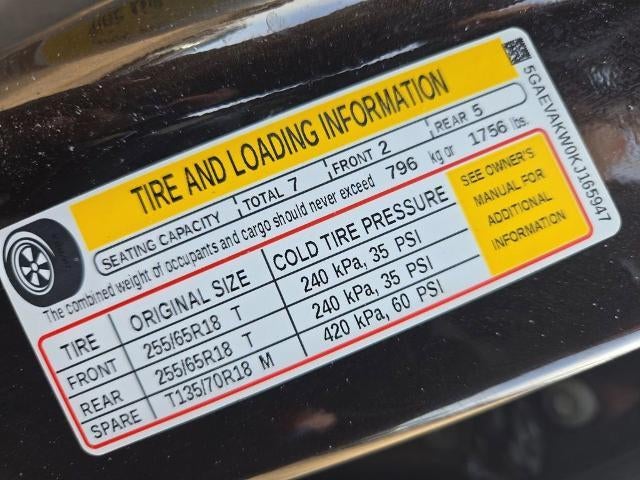 TIRE AND LOADING INFORMATION
SEATING CAPACITY TOTAL 7 FRONT 2 REAR 5
The combined weight of occupants and cargo should never exceed 796 kg or 1756 lbs.
TIRE ORIGINAL SIZE COLD TIRE PRESSURE
FRONT 255/65R18 T 240 kPa, 35 PSI
REAR 255/65R18 T 240 kPa, 35 PSI
SPARE T135/70R18 M 420 kPa, 60 PSI
SEE OWNER'S
MANUAL FOR
ADDITIONAL
INFORMATION
5GAEVAKW0KJ165947